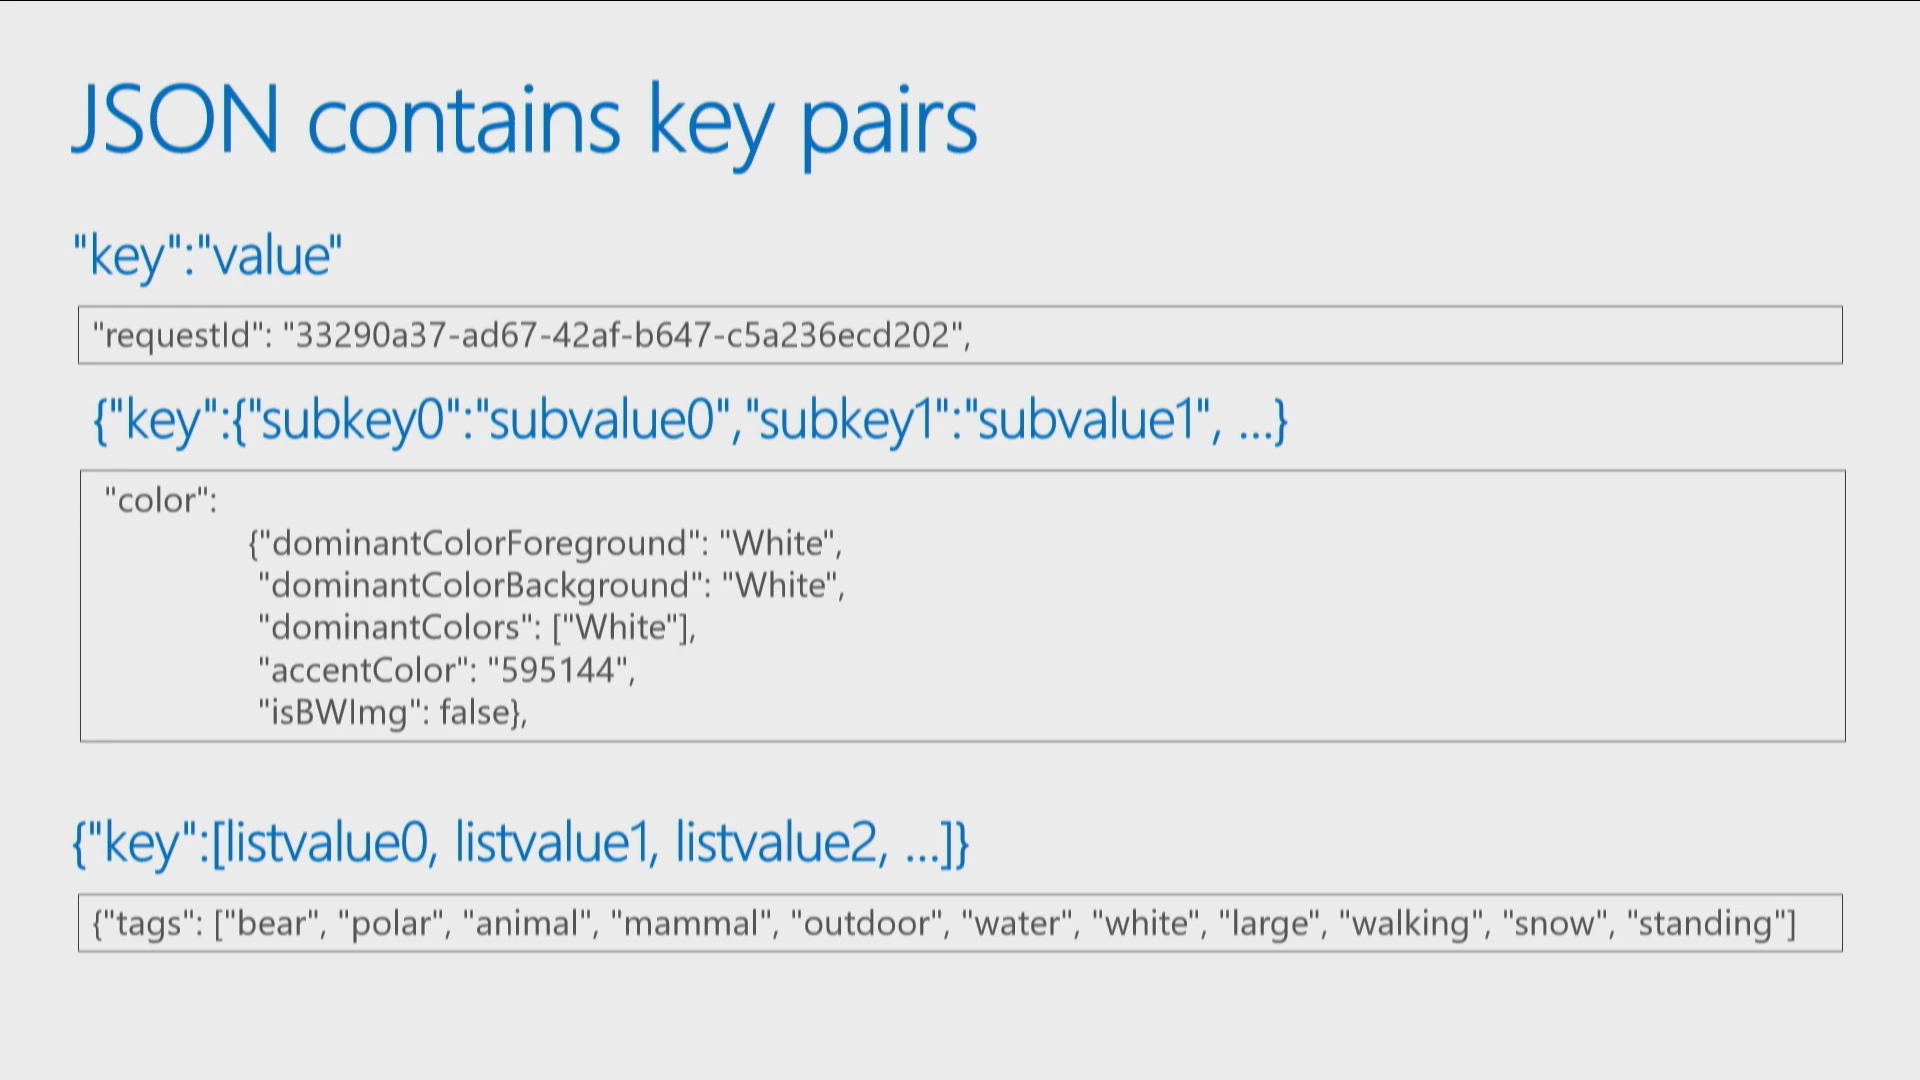 JSON contains key pairs
"key":"value"
"requestId": "33290a37-ad67-42af-b647-c5a236ecd202",
{"key":{"subkey0":"subvalue0","subkey1":"subvalue1", ...}
"color":
{"dominantColorForeground": "White",
"dominantColorBackground": "White",
"dominantColors": ["White"],
"accentColor": "595144",
"isBWImg": false},
{"key":[listvalue0, listvalue1, listvalue2, ...]}
{"tags": ["bear", "polar", "animal", "mammal", "outdoor", "water", "white", "large", "walking", "snow", "standing"]